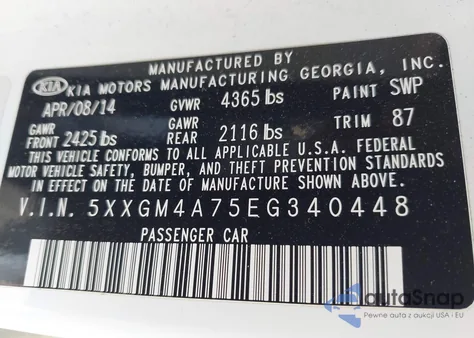 MANUFACTURED BY
KIA KIA MOTORS MANUFACTURING GEORGIA, INC.
APR/08/14 GVWR 4365 lbs PAINT SWP
GAWR FRONT 2425 lbs GAWR REAR 2116 lbs TRIM 87
THIS VEHICLE CONFORMS TO ALL APPLICABLE U.S.A. FEDERAL
MOTOR VEHICLE SAFETY, BUMPER, AND THEFT PREVENTION STANDARDS
IN EFFECT ON THE DATE OF MANUFACTURE SHOWN ABOVE.
V.I.N. 5XXGM4A75EG340448
PASSENGER CAR
autoSnap
Pewne auta z aukcji USA i EU